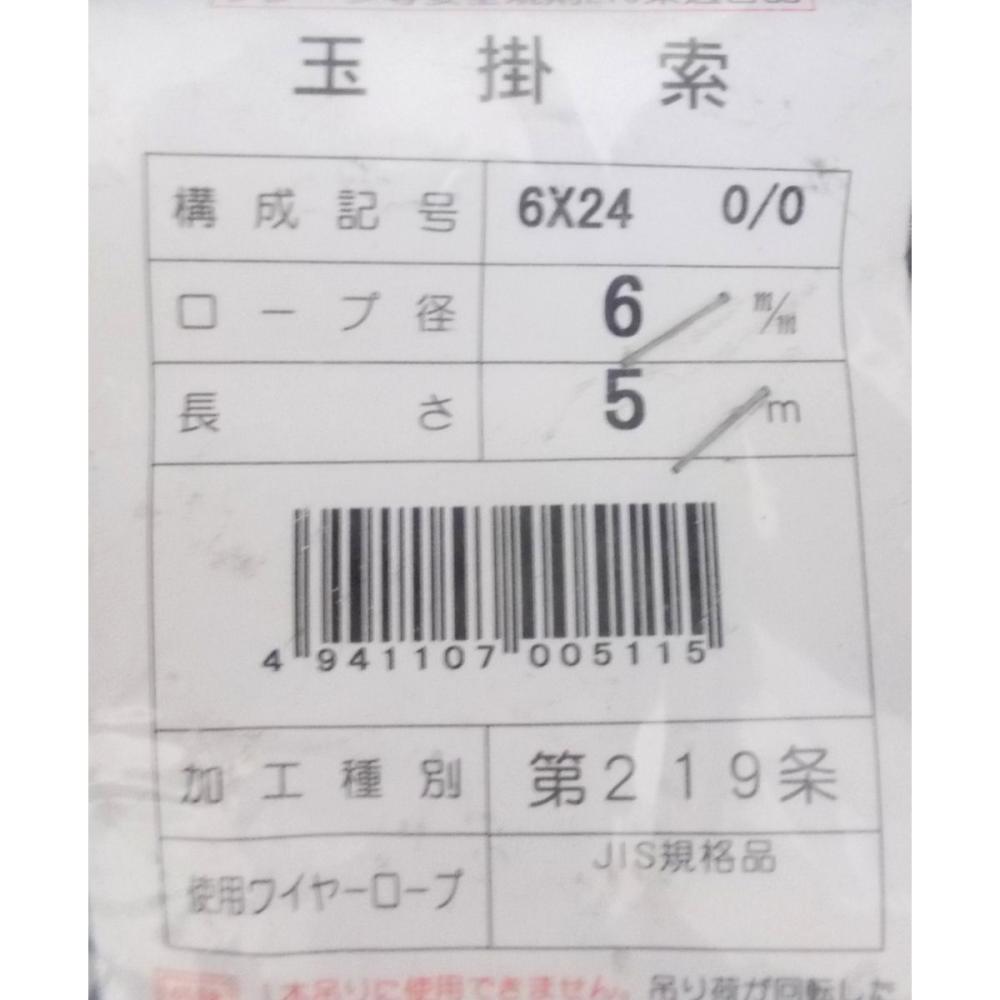 玉掛索
構成記号 6X24 0/0
ロープ径 6 m/m
長さ 5 m
4 941107 005115
加工種別 第219条
使用ワイヤーロープ JIS規格品
1本吊りに使用できません。吊り荷が回転した